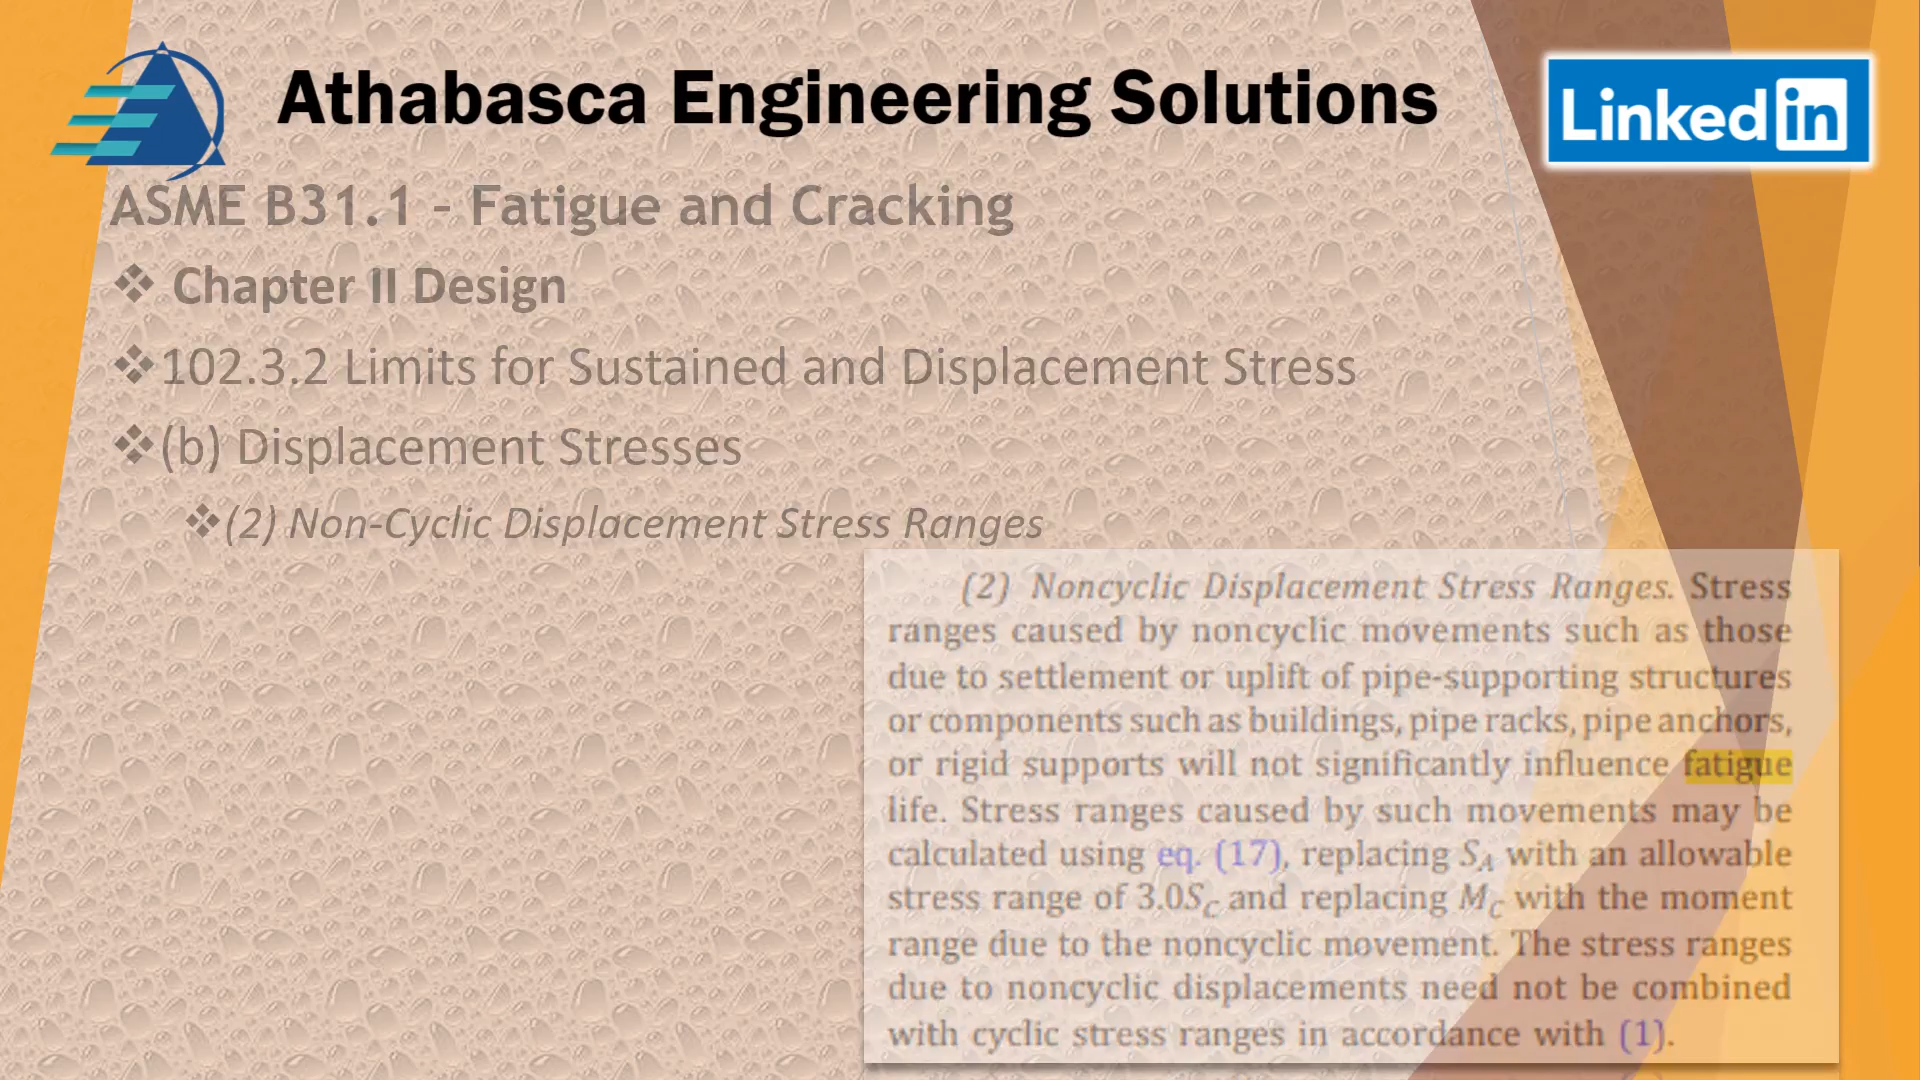 Athabasca Engineering Solutions
Linked in
ASME B31.1 – Fatigue and Cracking
Chapter II Design
102.3.2 Limits for Sustained and Displacement Stress
(b) Displacement Stresses
(2) Non-Cyclic Displacement Stress Ranges
(2) Noncyclic Displacement Stress Ranges. Stress
ranges caused by noncyclic movements such as those
due to settlement or uplift of pipe-supporting structures
or components such as buildings, pipe racks, pipe anchors,
or rigid supports will not significantly influence fatigue
life. Stress ranges caused by such movements may be
calculated using eq. (17), replacing S_A with an allowable
stress range of 3.0S_C and replacing M_C with the moment
range due to the noncyclic movement. The stress ranges
due to noncyclic displacements need not be combined
with cyclic stress ranges in accordance with (1).